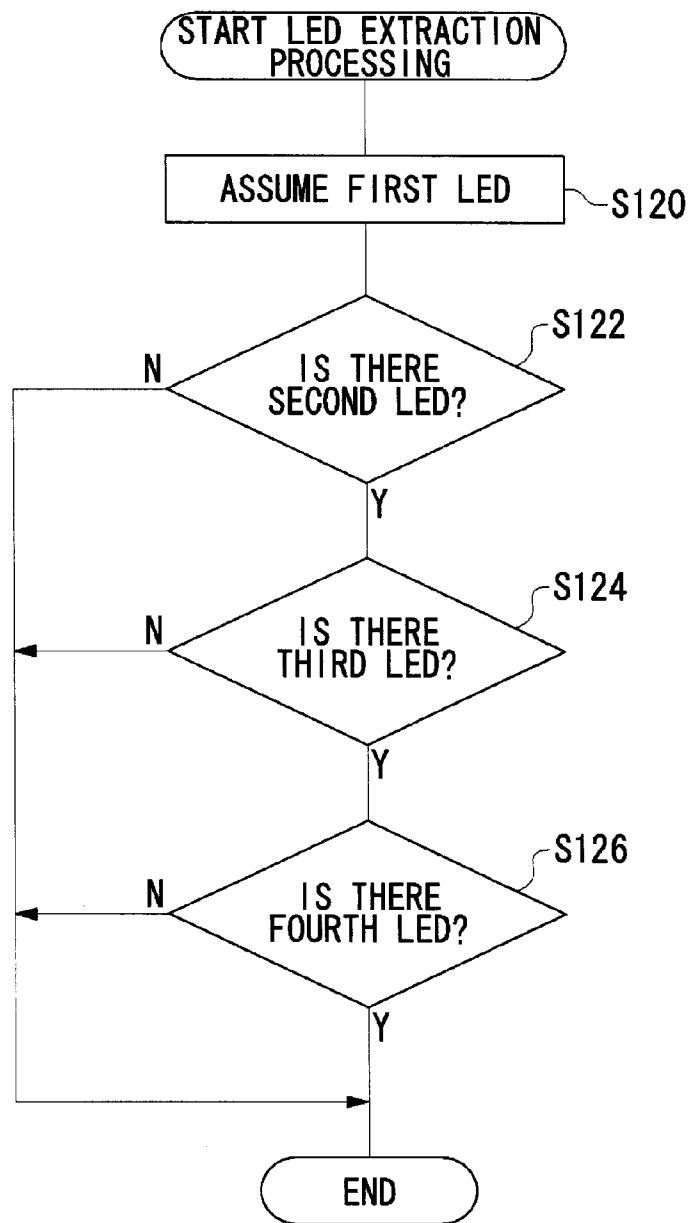 START LED EXTRACTION
PROCESSING
ASSUME FIRST LED
S120
S122
N
IS THERE
SECOND LED?
Y
S124
N
IS THERE
THIRD LED?
Y
S126
N
IS THERE
FOURTH LED?
Y
END